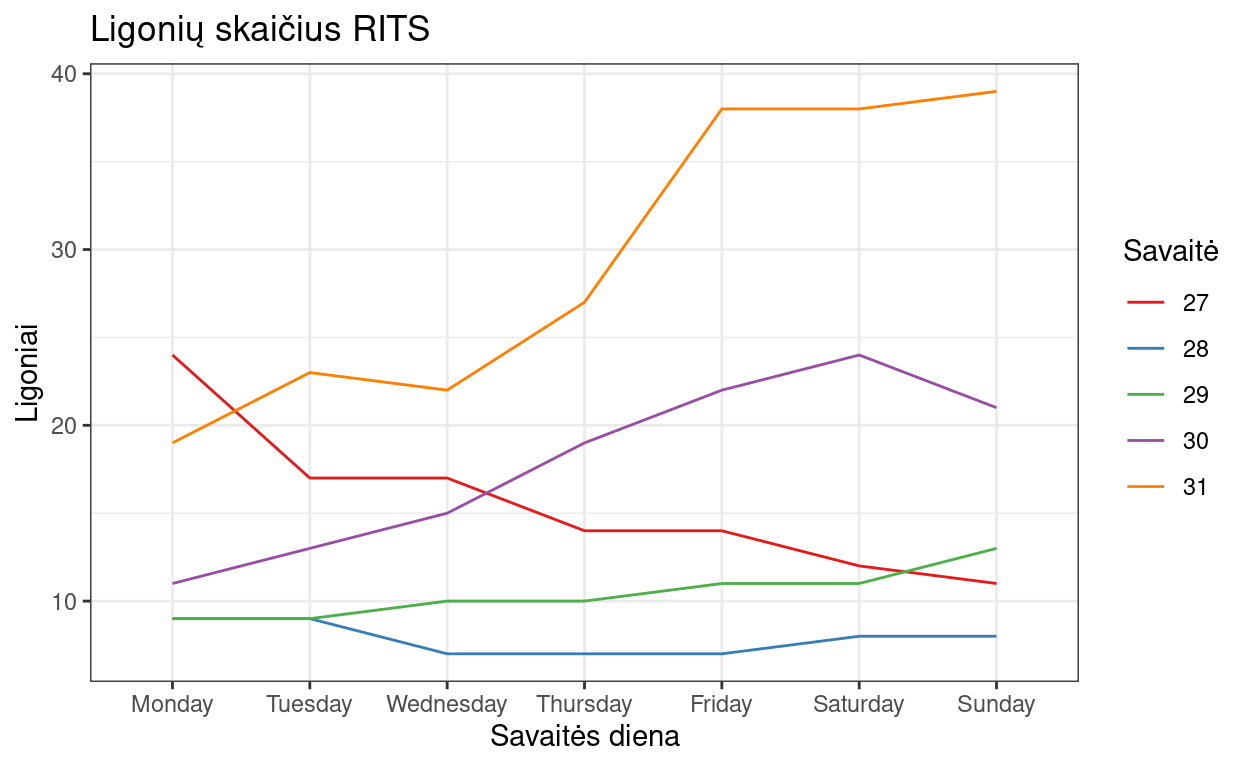 Ligonių skaičius RITS
40
30
20
10
Ligoniai
Monday Tuesday Wednesday Thursday Friday Saturday Sunday
Savaitės diena
Savaitė
27
28
29
30
31